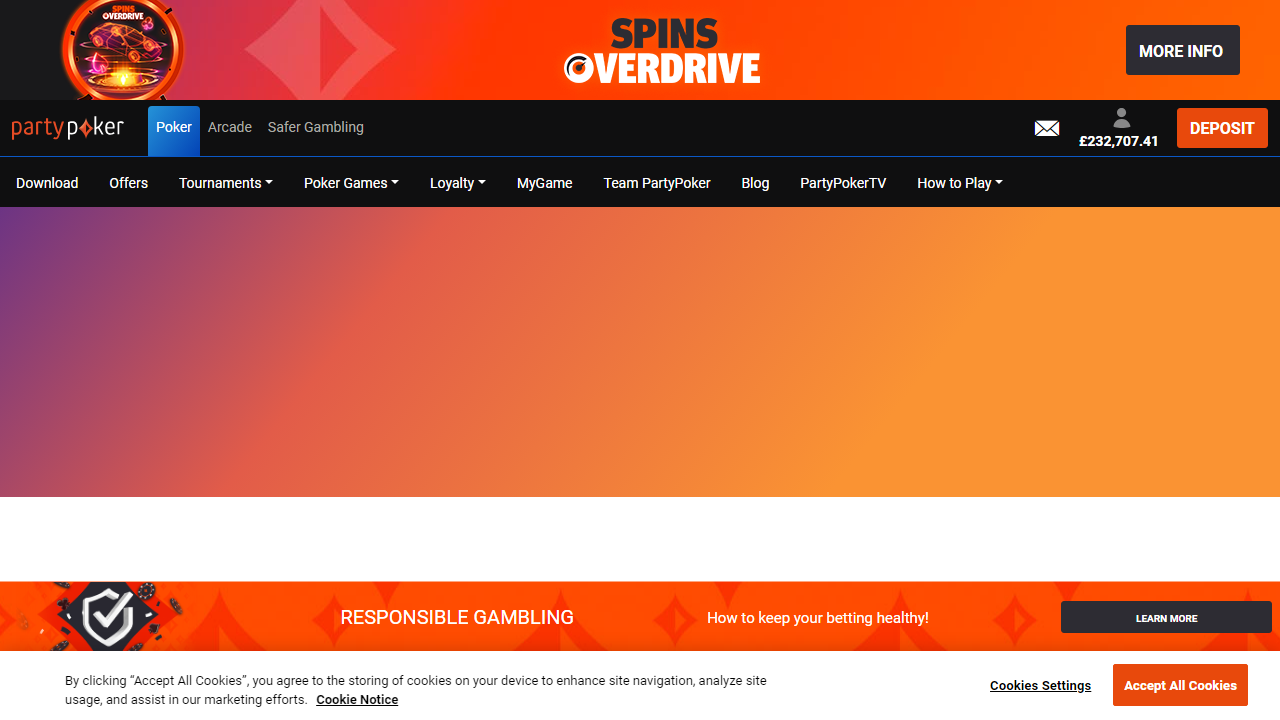 SPINS
OVERDRIVE
SPINS
OVERDRIVE
MORE INFO
partypoker
Poker
Arcade
Safer Gambling
£232,707.41
DEPOSIT
Download
Offers
Tournaments
Poker Games
Loyalty
MyGame
Team PartyPoker
Blog
PartyPokerTV
How to Play
RESPONSIBLE GAMBLING
How to keep your betting healthy!
LEARN MORE
By clicking “Accept All Cookies”, you agree to the storing of cookies on your device to enhance site navigation, analyze site
usage, and assist in our marketing efforts. Cookie Notice
Cookies Settings
Accept All Cookies